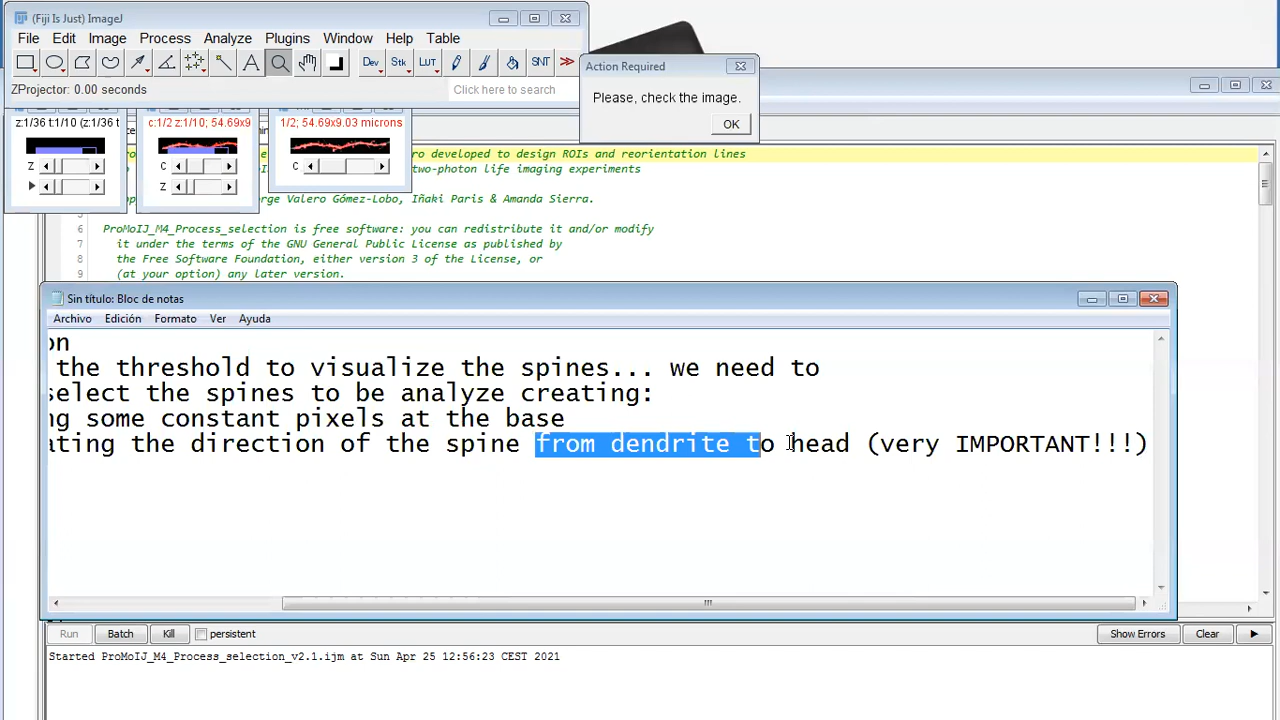 (Fiji Is Just) ImageJ
File Edit Image Process Analyze Plugins Window Help Table
Dev Stk LUT SNT >>
ZProjector: 0.00 seconds
Click here to search
Action Required
Please, check the image.
OK
z:1/36 t:1/10 (z:1/36 t
c:1/2 z:1/10; 54.69x9
1/2; 54.69x9.03 microns
Z
C
Z
C
ro developed to design ROIs and reorientation lines
two-photon life imaging experiments
rge Valero Gómez-Lobo, Iñaki Paris & Amanda Sierra.
6 ProMoIJ_M4_Process_selection is free software: you can redistribute it and/or modify
7 it under the terms of the GNU General Public License as published by
8 the Free Software Foundation, either version 3 of the License, or
9 (at your option) any later version.
Sin título: Bloc de notas
Archivo Edición Formato Ver Ayuda
on
the threshold to visualize the spines... we need to
select the spines to be analyze creating:
ng some constant pixels at the base
ating the direction of the spine from dendrite to head (very IMPORTANT!!!)
Run Batch Kill persistent Show Errors Clear
Started ProMoIJ_M4_Process_selection_v2.1.ijm at Sun Apr 25 12:56:23 CEST 2021